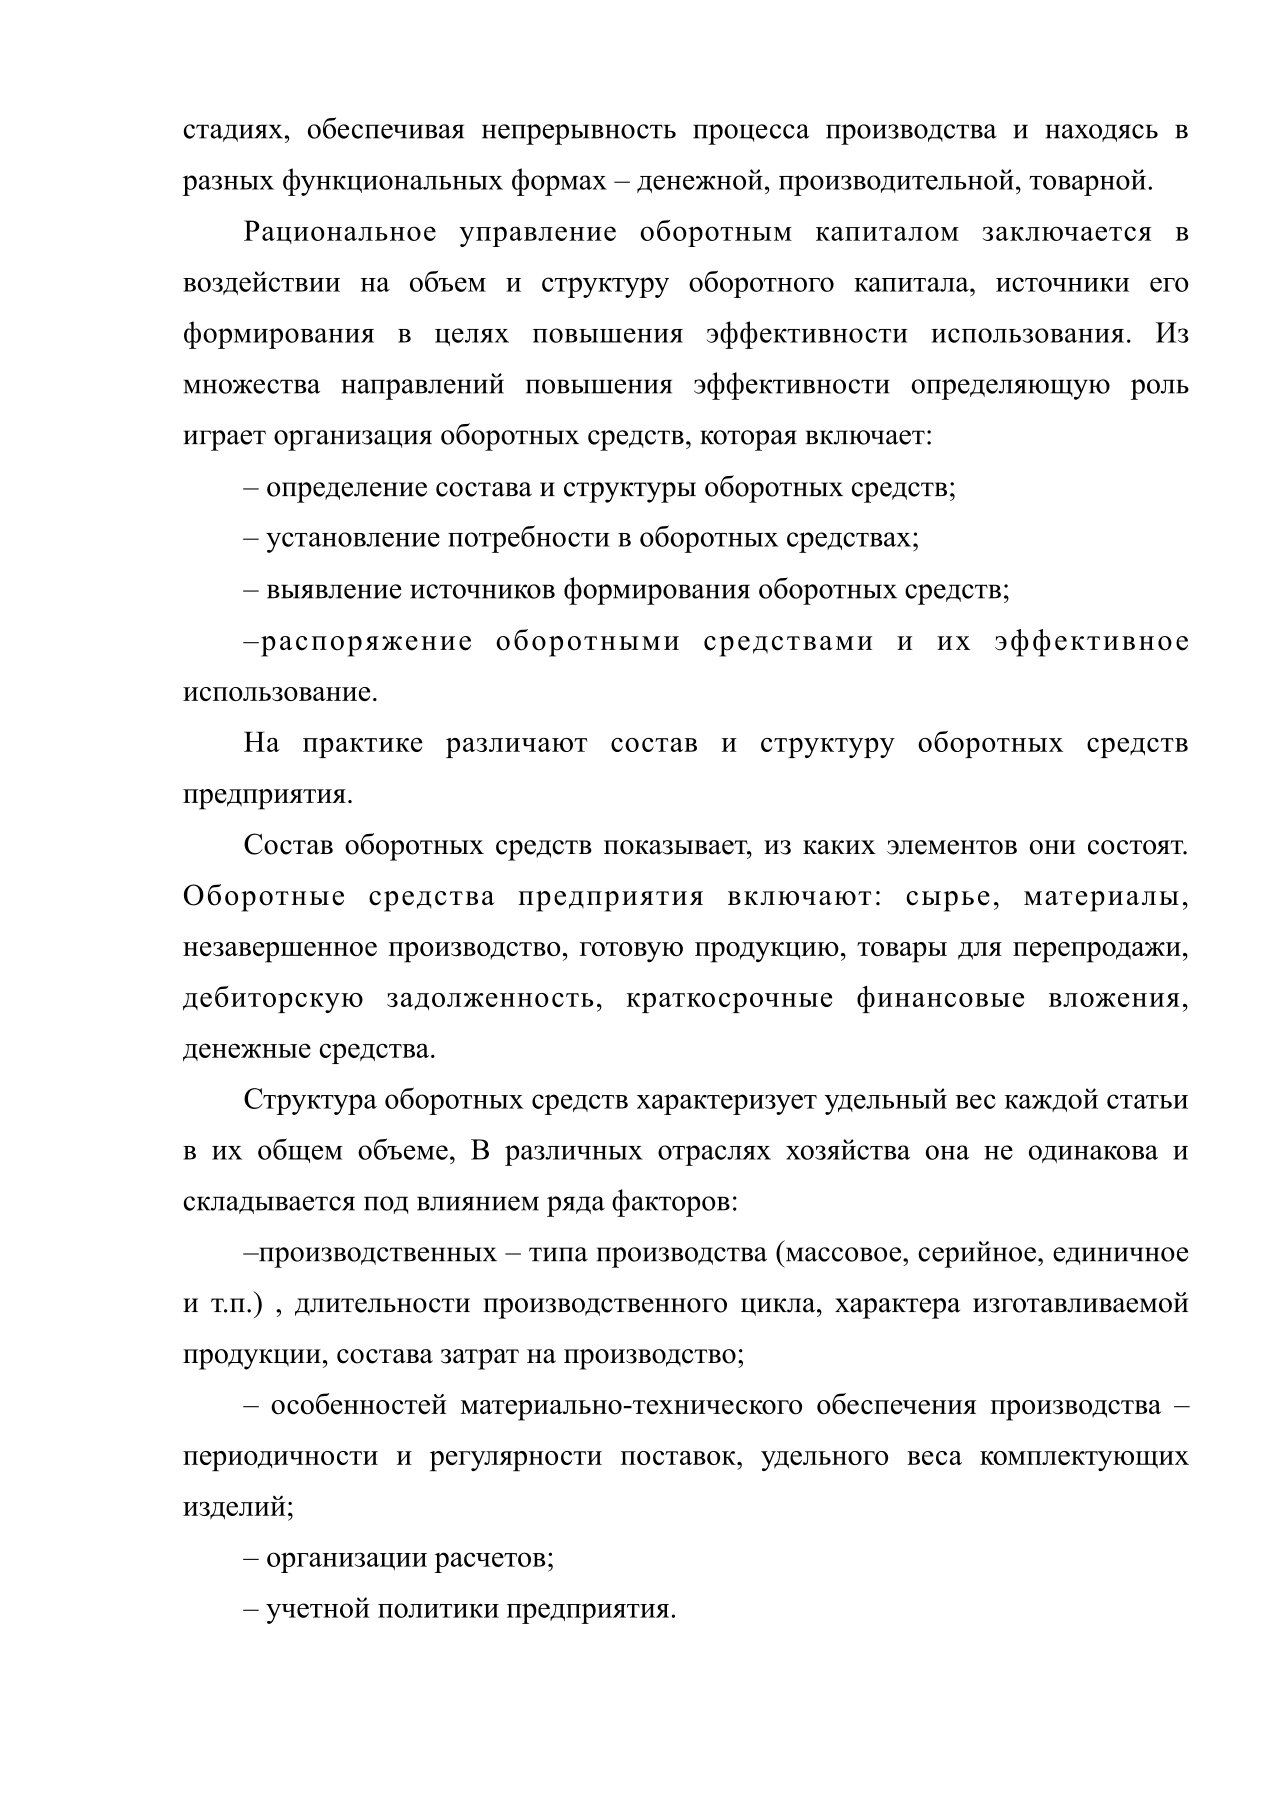 стадиях, обеспечивая непрерывность процесса производства и находясь в
разных функциональных формах – денежной, производительной, товарной.
Рациональное управление оборотным капиталом заключается в
воздействии на объем и структуру оборотного капитала, источники его
формирования в целях повышения эффективности использования. Из
множества направлений повышения эффективности определяющую роль
играет организация оборотных средств, которая включает:
– определение состава и структуры оборотных средств;
– установление потребности в оборотных средствах;
– выявление источников формирования оборотных средств;
–распоряжение оборотными средствами и их эффективное
использование.
На практике различают состав и структуру оборотных средств
предприятия.
Состав оборотных средств показывает, из каких элементов они состоят.
Оборотные средства предприятия включают: сырье, материалы,
незавершенное производство, готовую продукцию, товары для перепродажи,
дебиторскую задолженность, краткосрочные финансовые вложения,
денежные средства.
Структура оборотных средств характеризует удельный вес каждой статьи
в их общем объеме, В различных отраслях хозяйства она не одинакова и
складывается под влиянием ряда факторов:
–производственных – типа производства (массовое, серийное, единичное
и т.п.) , длительности производственного цикла, характера изготавливаемой
продукции, состава затрат на производство;
– особенностей материально-технического обеспечения производства –
периодичности и регулярности поставок, удельного веса комплектующих
изделий;
– организации расчетов;
– учетной политики предприятия.